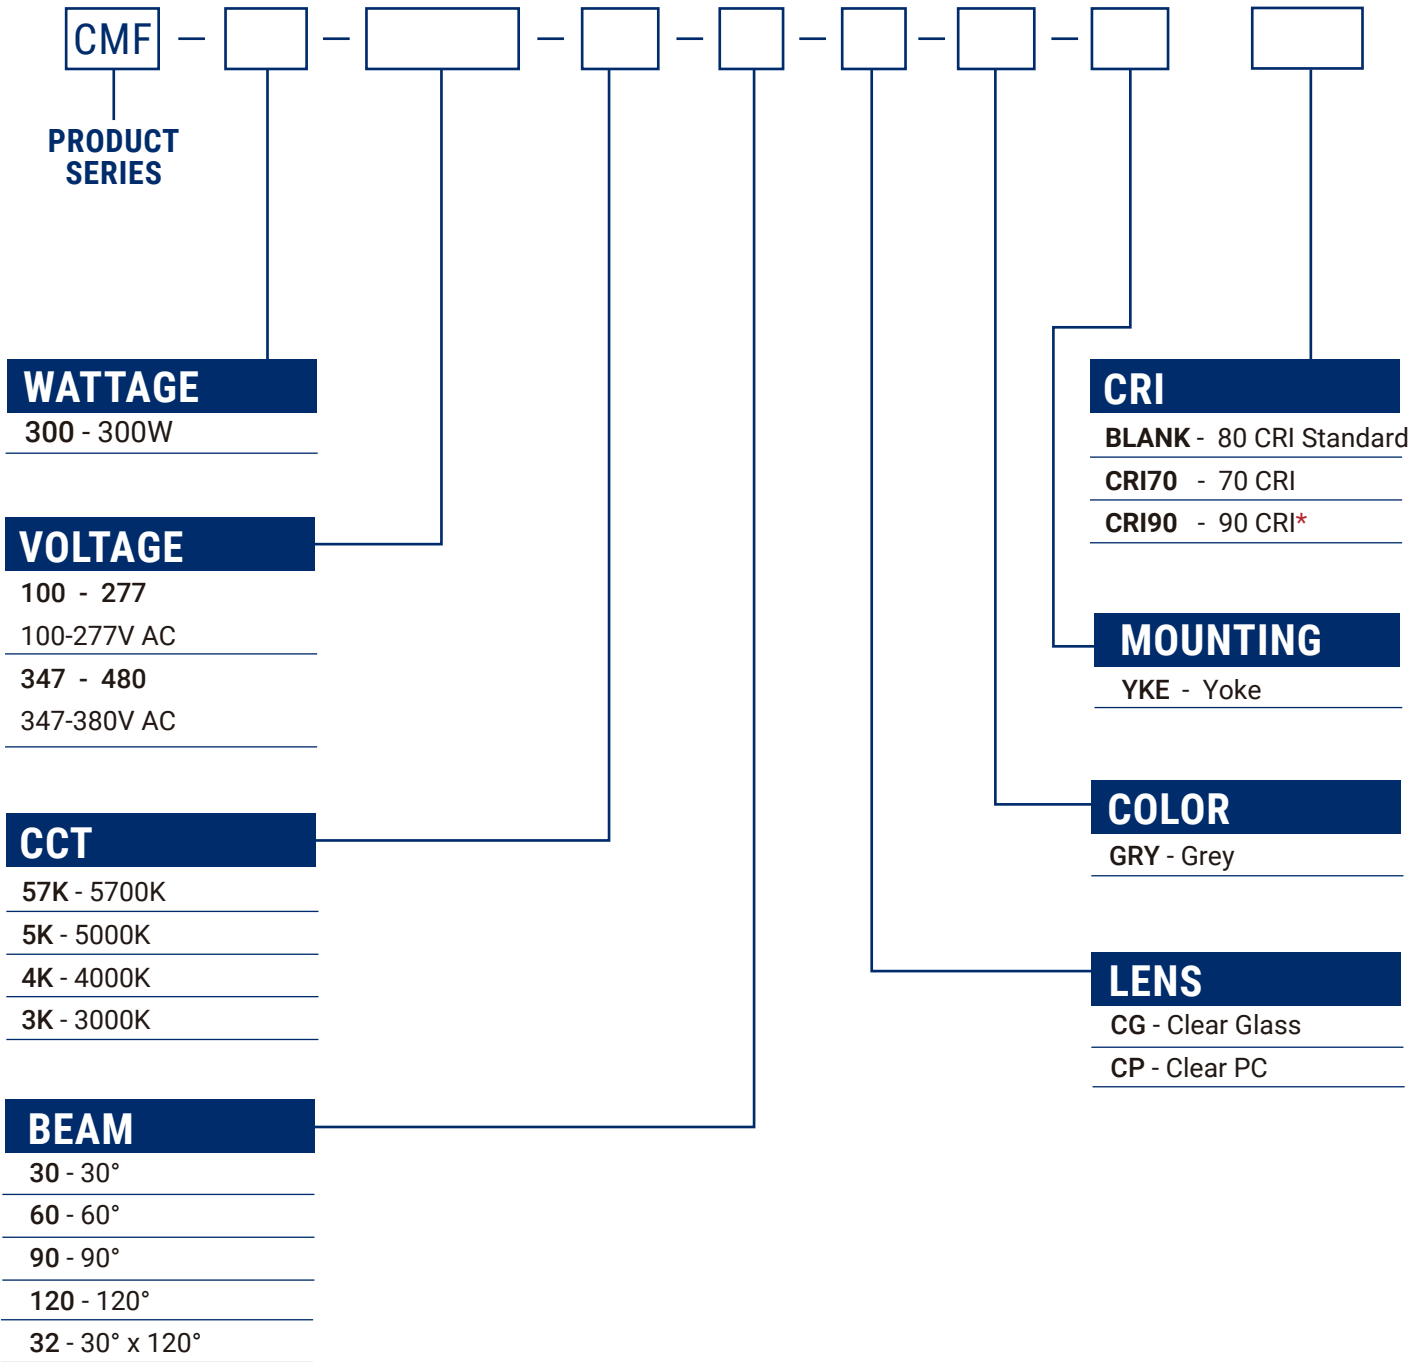 CMF — — — — — — —
PRODUCT
SERIES
WATTAGE
300 - 300W
VOLTAGE
100 - 277
100-277V AC
347 - 480
347-380V AC
CCT
57K - 5700K
5K - 5000K
4K - 4000K
3K - 3000K
BEAM
30 - 30°
60 - 60°
90 - 90°
120 - 120°
32 - 30° x 120°
CRI
BLANK - 80 CRI Standard
CRI70 - 70 CRI
CRI90 - 90 CRI*
MOUNTING
YKE - Yoke
COLOR
GRY - Grey
LENS
CG - Clear Glass
CP - Clear PC